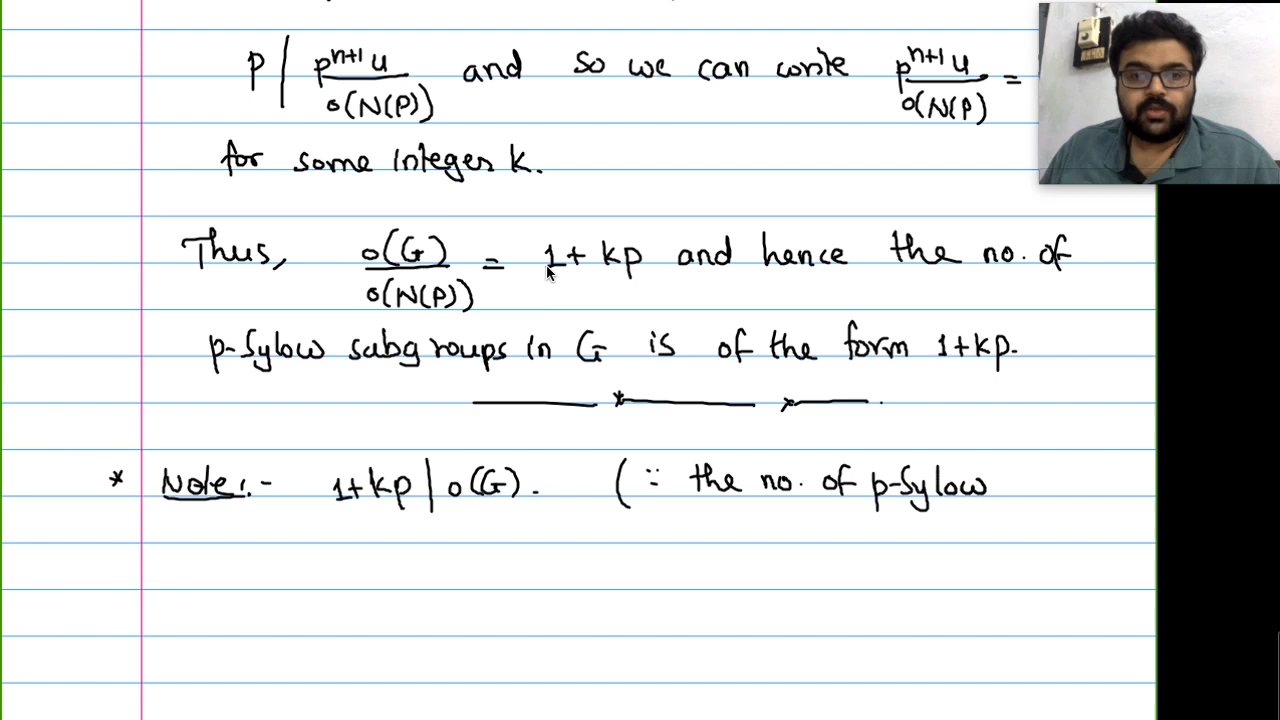 p | p^{n+1} u / o(N(P)) and so we can write p^{n+1} u / o(N(P) =
for some integer k.
Thus, o(G) / o(N(P)) = 1 + kp and hence the no. of
p-Sylow subgroups in G is of the form 1+kp.
* Note:- 1+kp | o(G). (∵ the no. of p-Sylow